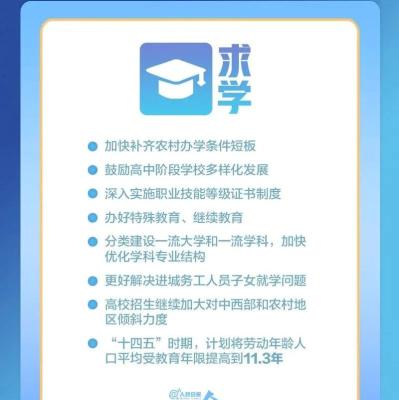 求学
加快补齐农村办学条件短板
鼓励高中阶段学校多样化发展
深入实施职业技能等级证书制度
办好特殊教育、继续教育
分类建设一流大学和一流学科，加快
优化学科专业结构
更好解决进城务工人员子女就学问题
高校招生继续加大对中西部和农村地
区倾斜力度
“十四五”时期，计划将劳动年龄人
口平均受教育年限提高到11.3年
@人民日报